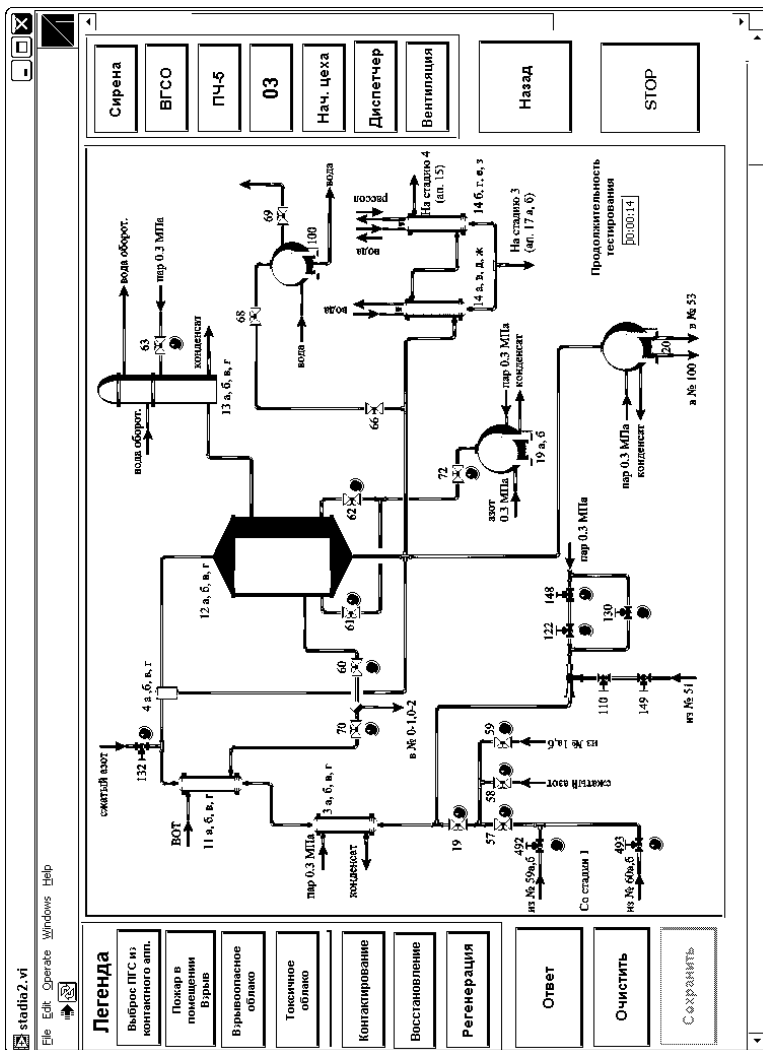 stadia2.vi
File Edit Operate Windows Help
Легенда
Выброс ПГС из
контактного апп.
Пожар в
помещении
Взрыв
Взрывоопасное
облако
Токсичное
облако
Контактирование
Восстановление
Регенерация
Ответ
Очистить
Сохранить
сжатый азот
132
4 а,б, в, г
12 а, б, в, г
вода оборот.
13 а, б, в, г
63
вода оборот.
пар 0.3 МПа
конденсат
ВОТ
11 а, б, в, г
3 а, б, в, г
пар 0.3 МПа
конденсат
70
60
в № 0-1,0-2
61
62
66
68
69
100
вода
вода
72
азот
0.3 МПа
19 а, б
пар 0.3 МПа
конденсат
вода
14 а, в, д, ж
вода
рассол
14 б, г, е, з
На стадию 4
(ап. 15)
На стадию 3
(ап. 17 а, б)
19
57
58
59
из № 1а,б
сжатый азот
492
493
из № 59а,б
Со стадии 1
из № 60а,б
110
149
из № 51
122
148
130
пар 0.3 МПа
пар 0.3 МПа
конденсат
20
в № 100
в № 53
Продолжительность
тестирования
00:00:14
Сирена
ВГСО
ПЧ-5
03
Нач. цеха
Диспетчер
Вентиляция
Назад
STOP